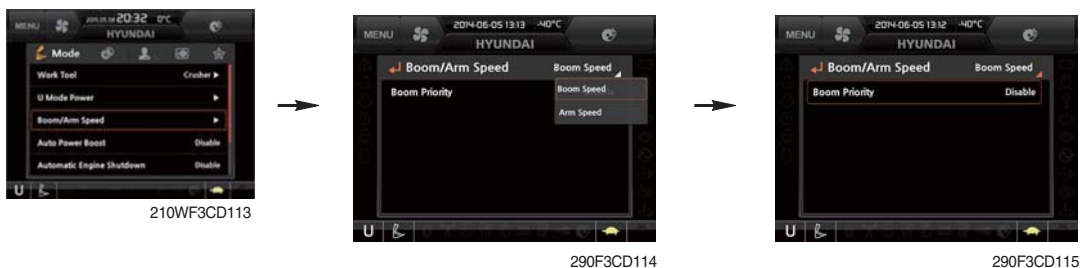 MENU
20:32 0°C
HYUNDAI
Mode
Work Tool Crusher ▶
U Mode Power ▶
Boom/Arm Speed ▶
Auto Power Boost Disable
Automatic Engine Shutdown Disable
U
210WF3CD113
MENU
2014-06-05 13:13 -40°C
HYUNDAI
Boom/Arm Speed Boom Speed
Boom Priority
Boom Speed
Arm Speed
U
290F3CD114
MENU
2014-06-05 13:12 -40°C
HYUNDAI
Boom/Arm Speed Boom Speed
Boom Priority Disable
U
290F3CD115